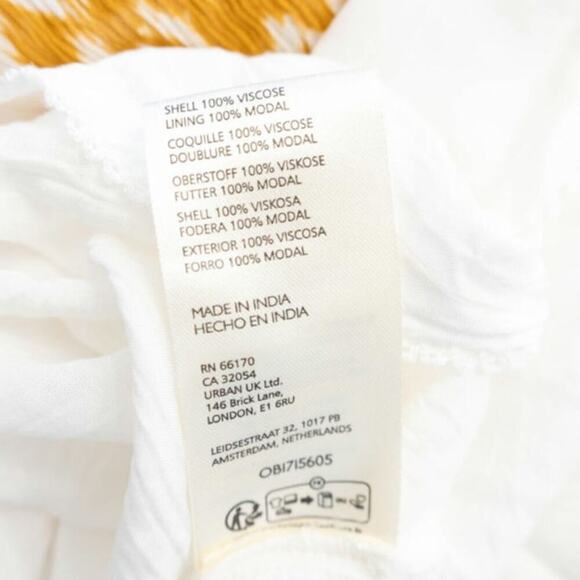 SHELL 100% VISCOSE
LINING 100% MODAL
COQUILLE 100% VISCOSE
DOUBLURE 100% MODAL
OBERSTOFF 100% VISKOSE
FUTTER 100% MODAL
SHELL 100% VISKOSA
FODERA 100% MODAL
EXTERIOR 100% VISCOSA
FORRO 100% MODAL
MADE IN INDIA
HECHO EN INDIA
RN 66170
CA 32054
URBAN UK Ltd.
146 Brick Lane,
LONDON, E1 6RU
LEIDSESTRAAT 32, 1017 PB
AMSTERDAM, NETHERLANDS
OB1715605
FR